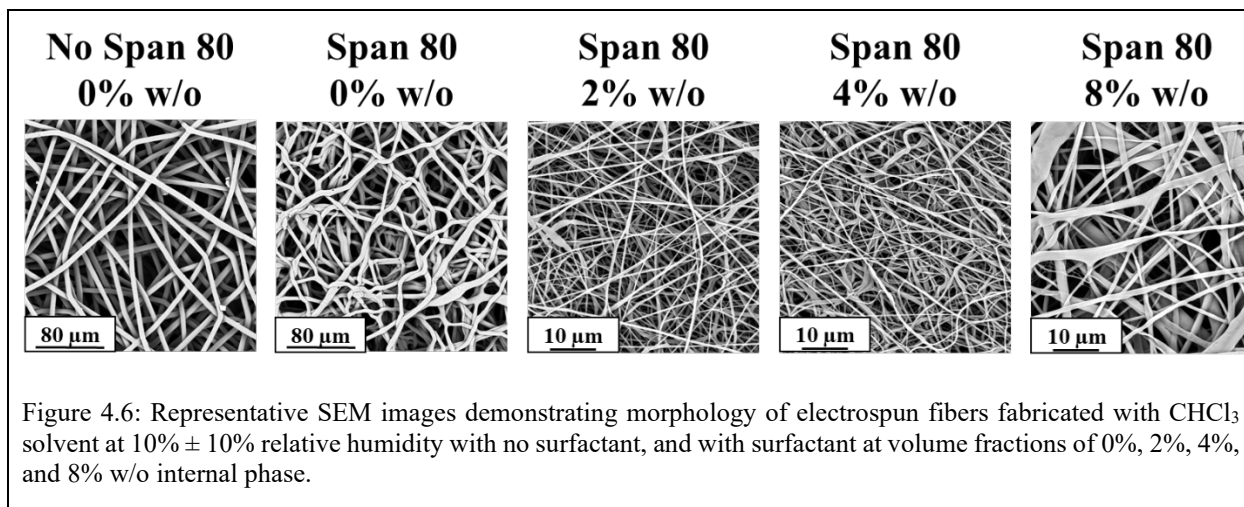 No Span 80 Span 80 Span 80 Span 80 Span 80
0% w/o 0% w/o 2% w/o 4% w/o 8% w/o
80 µm 80 µm 10 µm 10 µm 10 µm
Figure 4.6: Representative SEM images demonstrating morphology of electrospun fibers fabricated with CHCl₃
solvent at 10% ± 10% relative humidity with no surfactant, and with surfactant at volume fractions of 0%, 2%, 4%,
and 8% w/o internal phase.